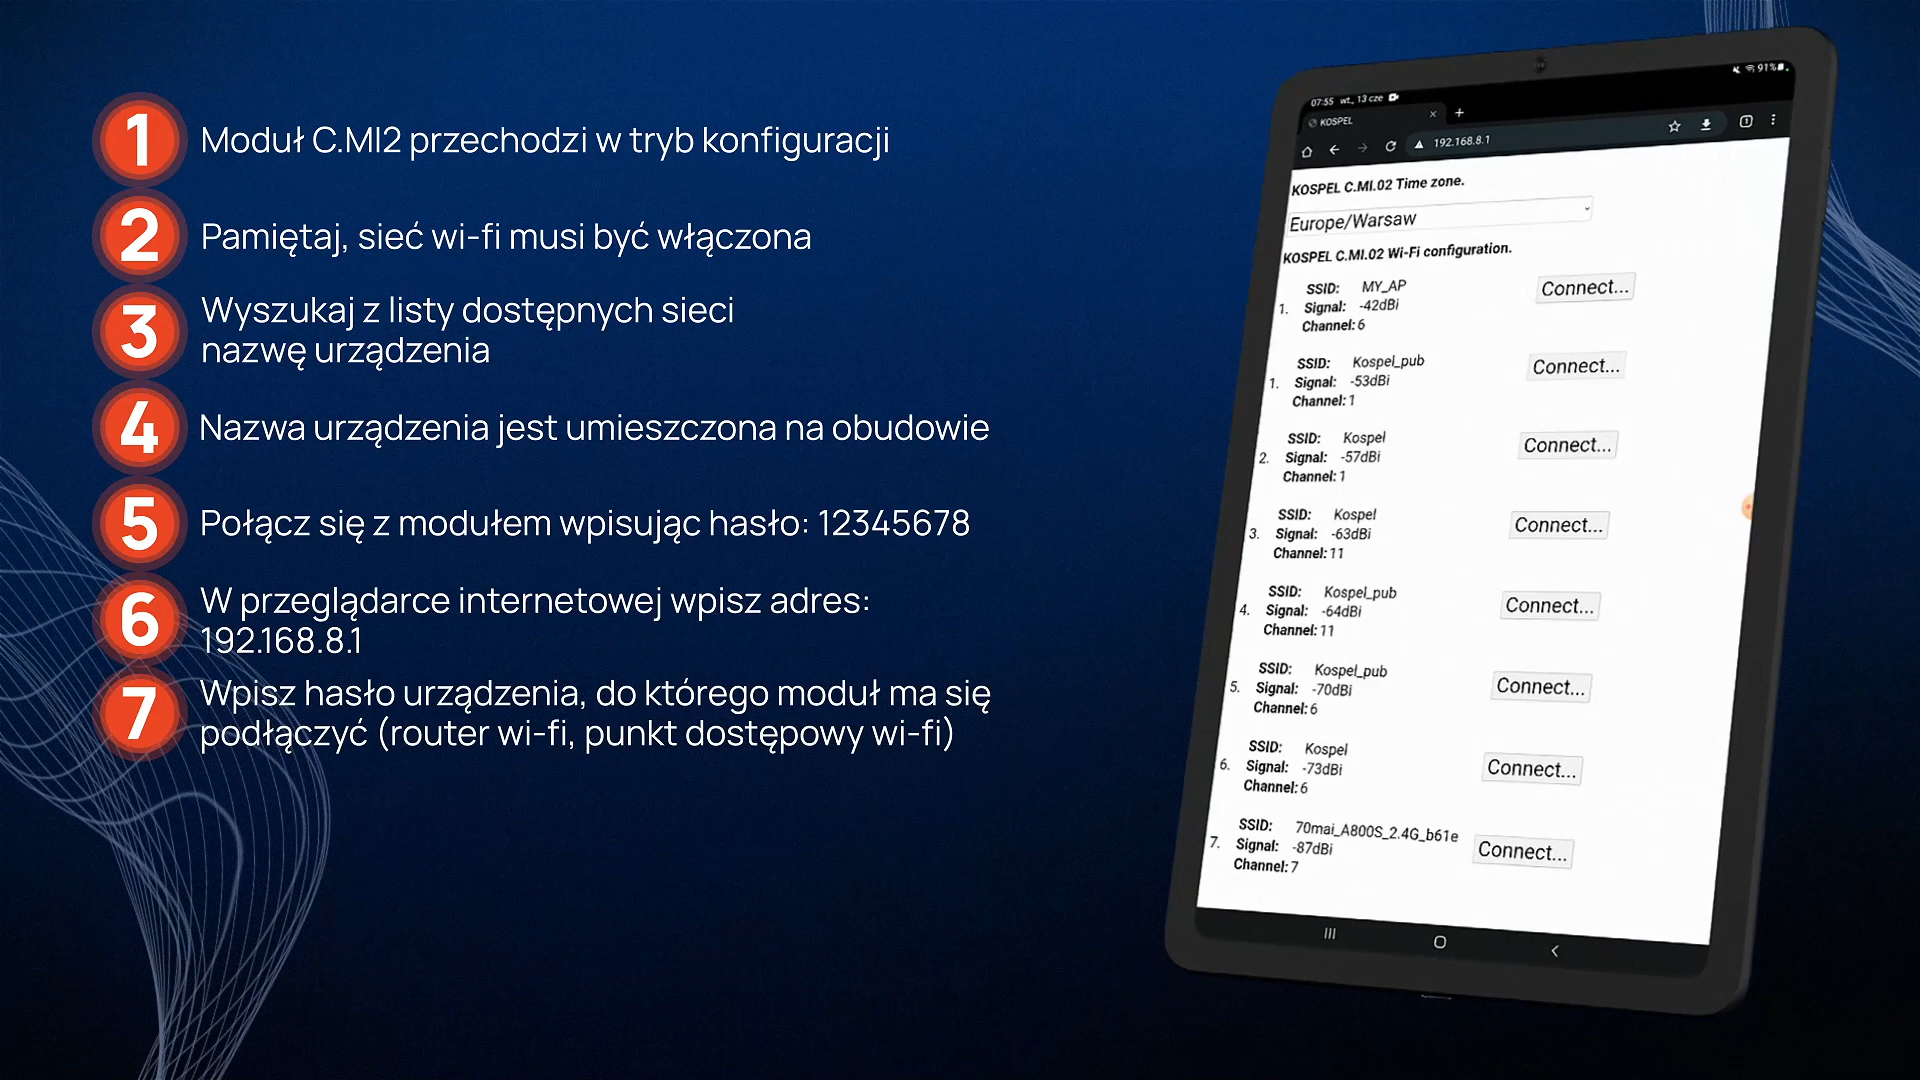 1
Moduł C.MI2 przechodzi w tryb konfiguracji
2
Pamiętaj, sieć wi-fi musi być włączona
3
Wyszukaj z listy dostępnych sieci
nazwę urządzenia
4
Nazwa urządzenia jest umieszczona na obudowie
5
Połącz się z modułem wpisując hasło: 12345678
6
W przeglądarce internetowej wpisz adres:
192.168.8.1
7
Wpisz hasło urządzenia, do którego moduł ma się
podłączyć (router wi-fi, punkt dostępowy wi-fi)
07:55 wt., 13 cze
91%
KOSPEL
192.168.8.1
KOSPEL C.MI.02 Time zone.
Europe/Warsaw
KOSPEL C.MI.02 Wi-Fi configuration.
SSID: MY_AP
1. Signal: -42dBi
Channel: 6
Connect...
SSID: Kospel_pub
1. Signal: -53dBi
Channel: 1
Connect...
SSID: Kospel
2. Signal: -57dBi
Channel: 1
Connect...
SSID: Kospel
3. Signal: -63dBi
Channel: 11
Connect...
SSID: Kospel_pub
4. Signal: -64dBi
Channel: 11
Connect...
SSID: Kospel_pub
5. Signal: -70dBi
Channel: 6
Connect...
SSID: Kospel
6. Signal: -73dBi
Channel: 6
Connect...
SSID: 70mai_A800S_2.4G_b61e
7. Signal: -87dBi
Channel: 7
Connect...